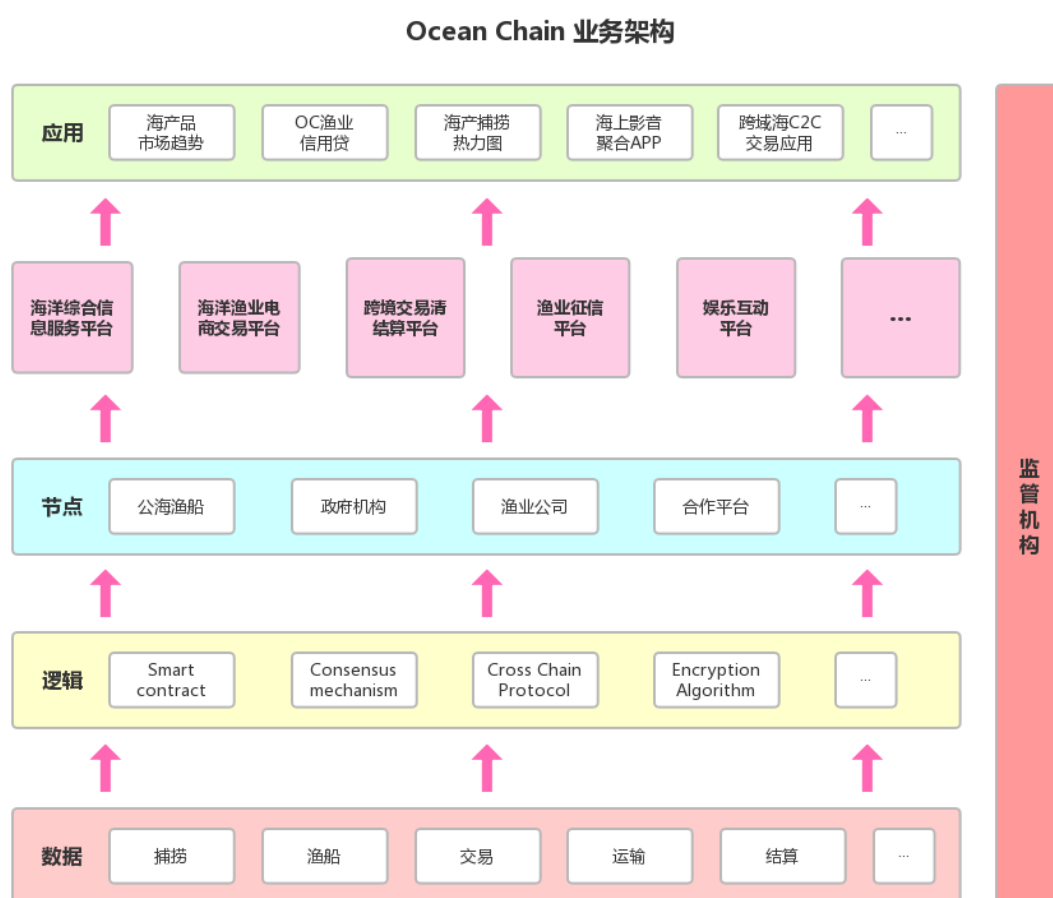 Ocean Chain 业务架构
应用
海产品
市场趋势
OC渔业
信用贷
海产捕捞
热力图
海上影音
聚合APP
跨域海C2C
交易应用
...
海洋综合信
息服务平台
海洋渔业电
商交易平台
跨境交易清
结算平台
渔业征信
平台
娱乐互动
平台
...
节点
公海渔船
政府机构
渔业公司
合作平台
...
逻辑
Smart
contract
Consensus
mechanism
Cross Chain
Protocol
Encryption
Algorithm
...
数据
捕捞
渔船
交易
运输
结算
...
监
管
机
构